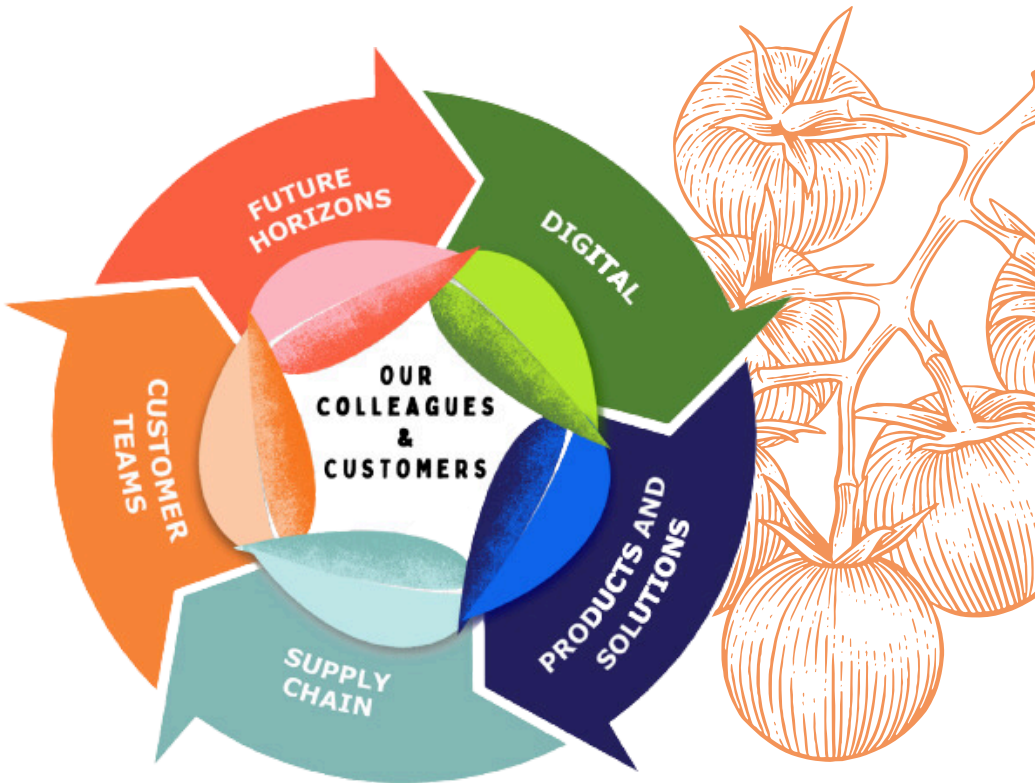 FUTURE
HORIZONS
DIGITAL
PRODUCTS AND
SOLUTIONS
SUPPLY
CHAIN
CUSTOMER
TEAMS
OUR
COLLEAGUES
&
CUSTOMERS